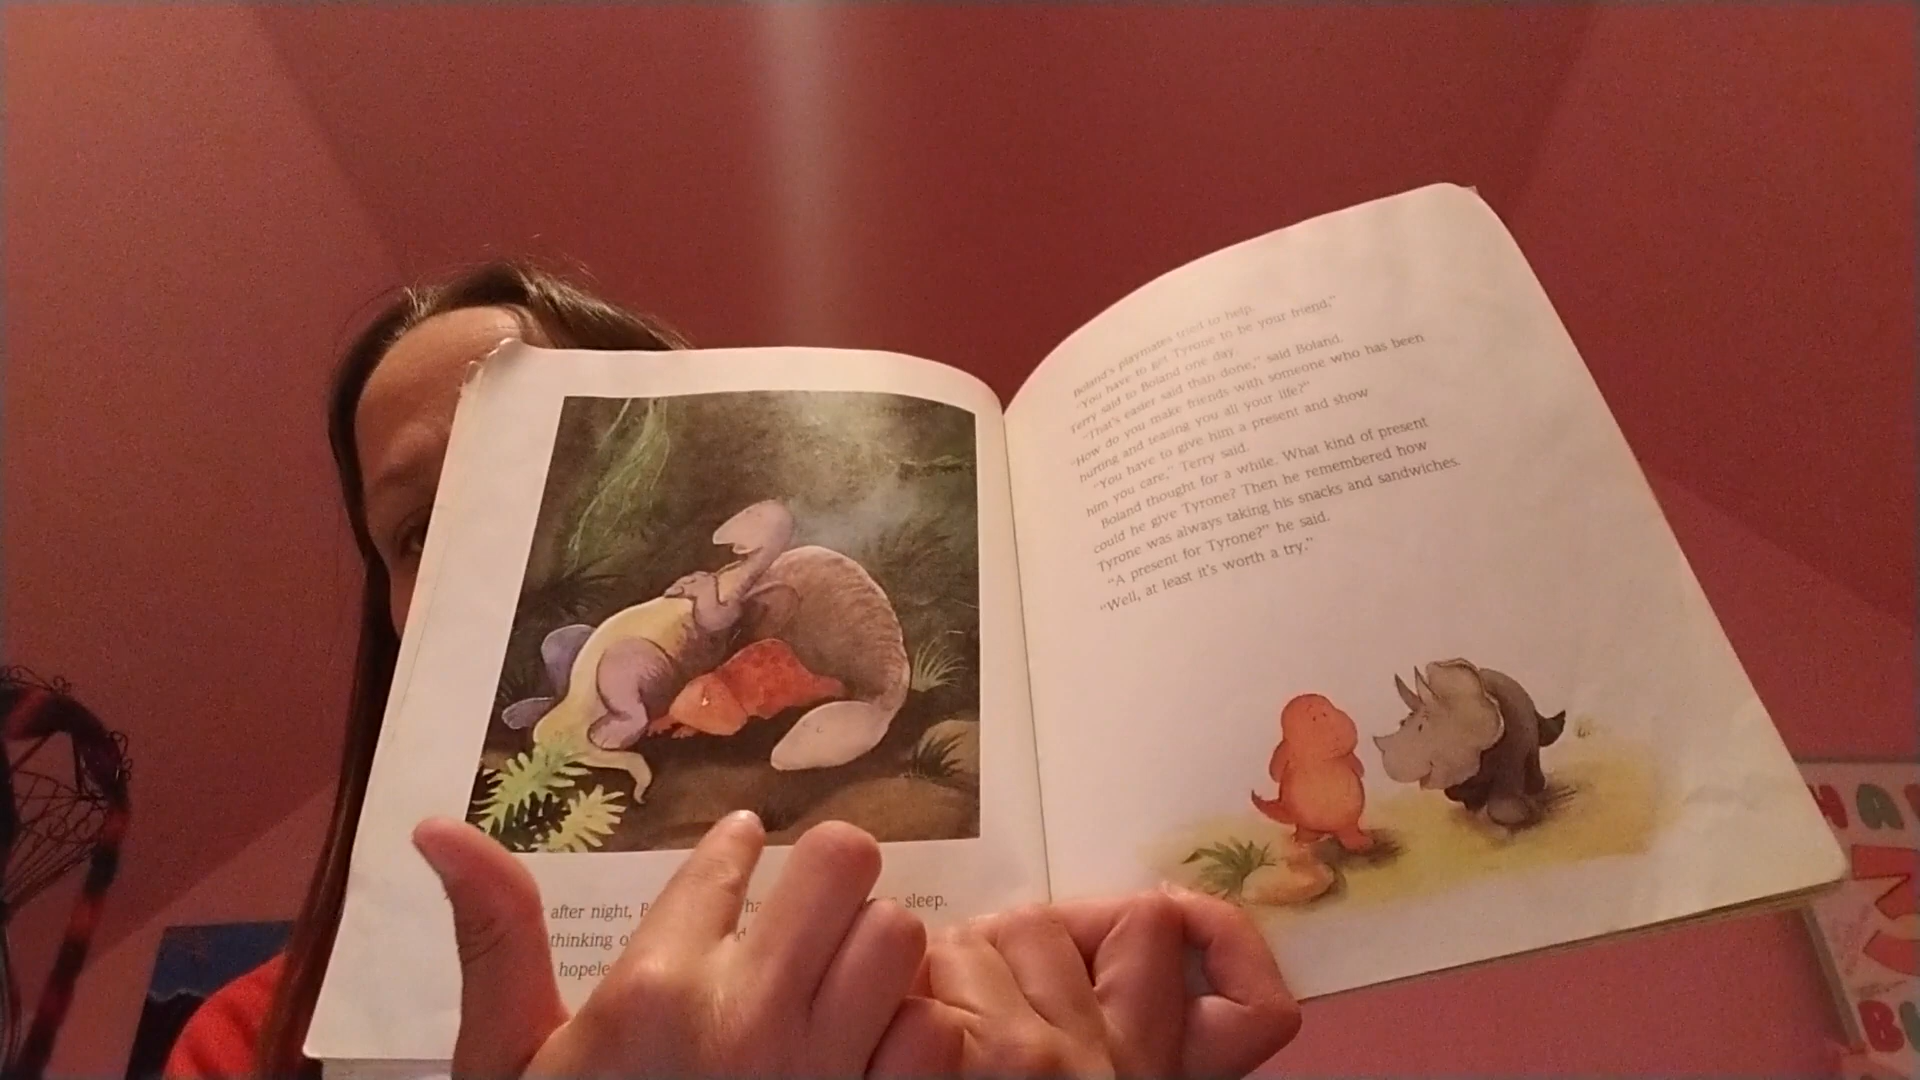 after night,
sleep.
thinking
Boland's playmates tried to help.
"You have to get Tyrone to be your friend,"
Terry said to Boland one day.
"That's easier said than done," said Boland.
"How do you make friends with someone who has been
hurting and teasing you all your life?"
"You have to give him a present and show
him you care," Terry said.
Boland thought for a while. What kind of present
could he give Tyrone? Then he remembered how
Tyrone was always taking his snacks and sandwiches.
"A present for Tyrone?" he said.
"Well, at least it's worth a try."